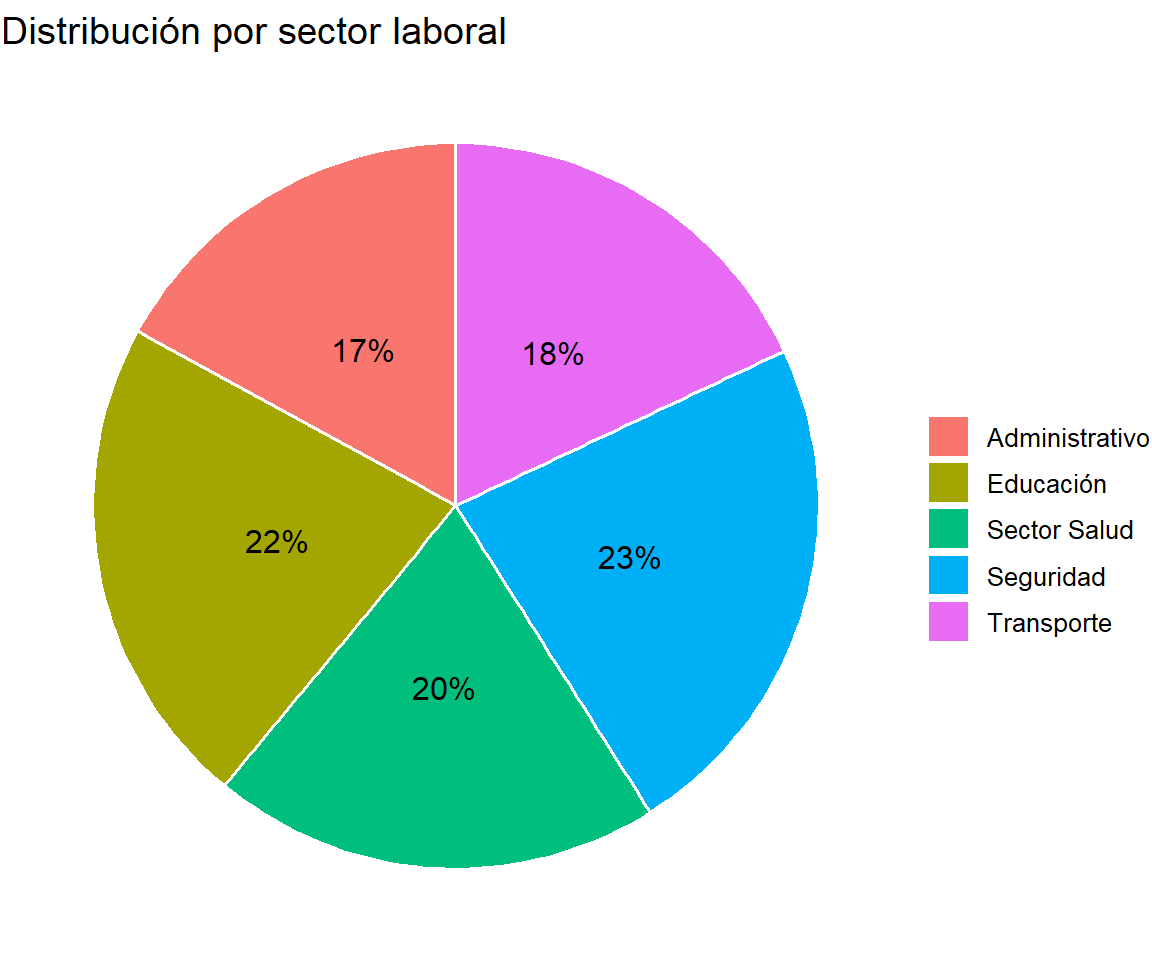 Distribución por sector laboral
17%
18%
22%
23%
20%
Administrativo
Educación
Sector Salud
Seguridad
Transporte